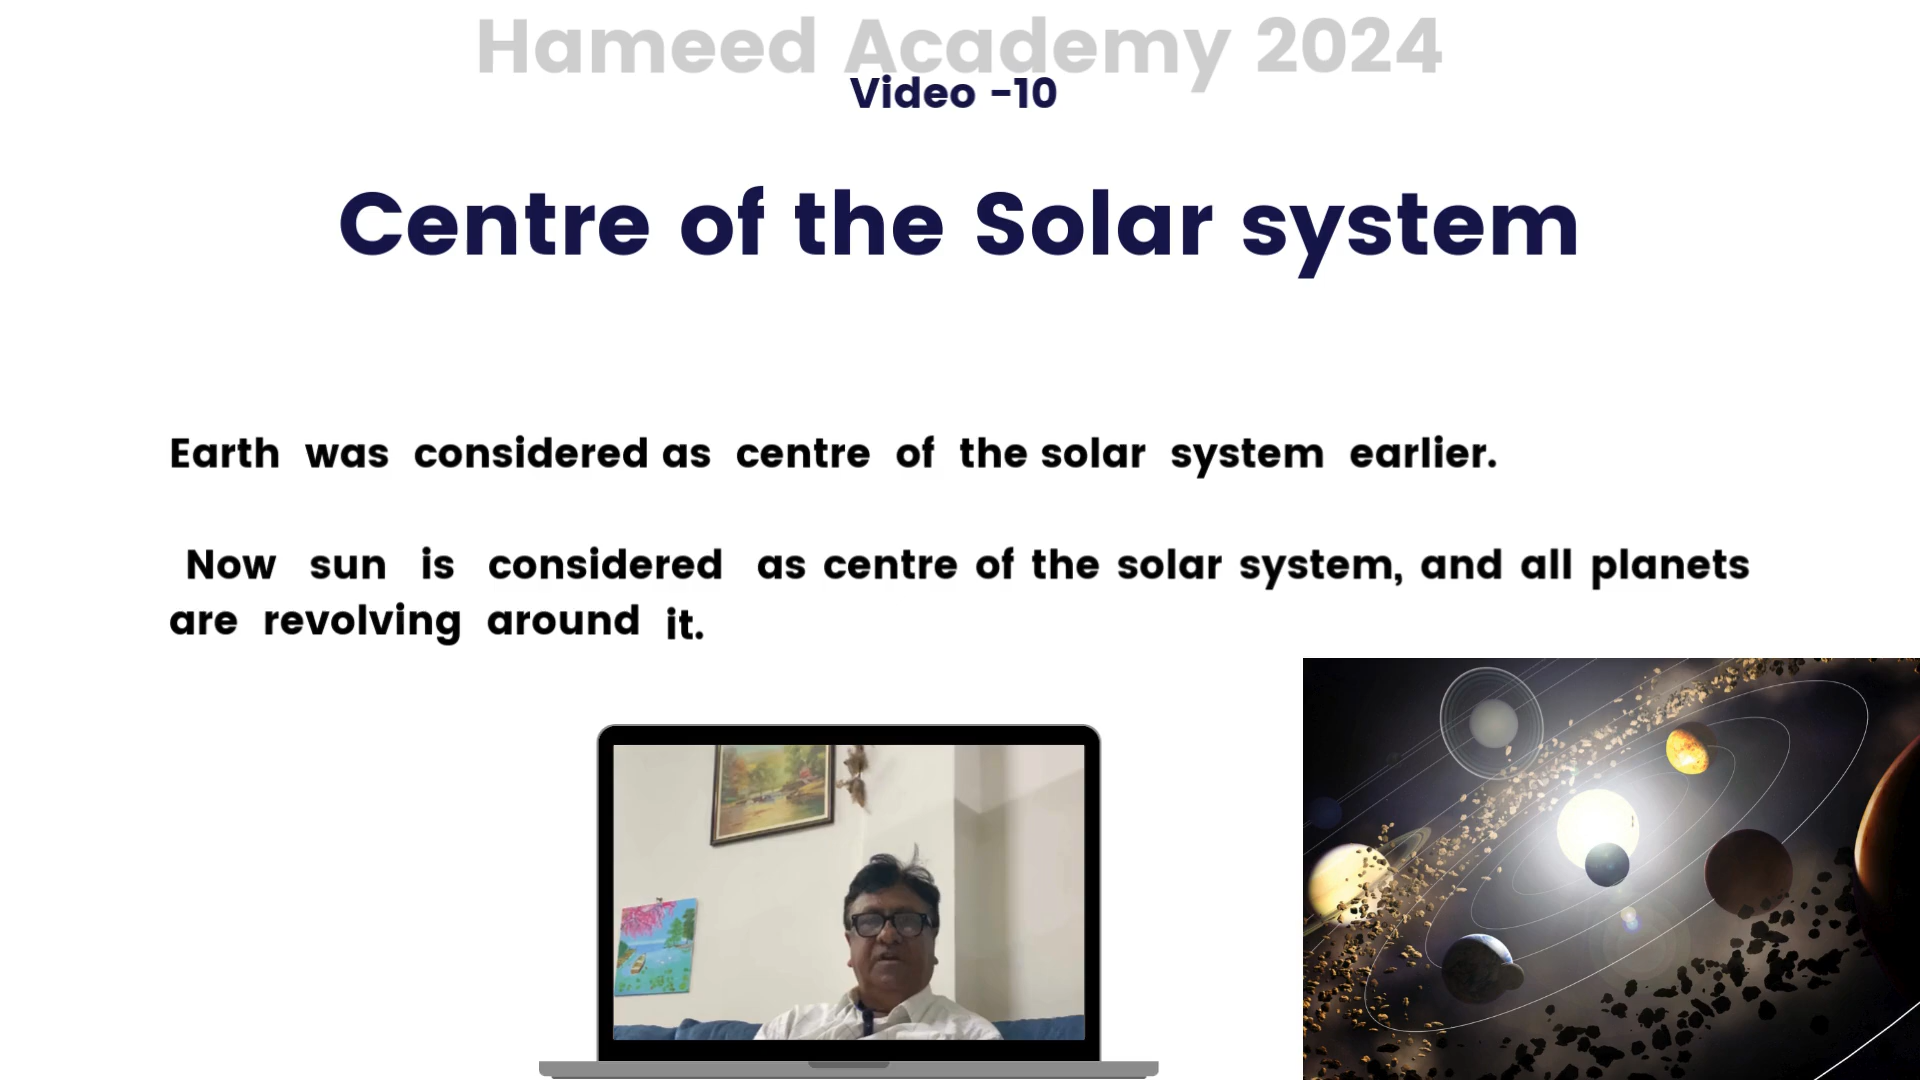 Hameed Academy 2024
Video -10
Centre of the Solar system
Earth was considered as centre of the solar system earlier.
Now sun is considered as centre of the solar system, and all planets
are revolving around it.